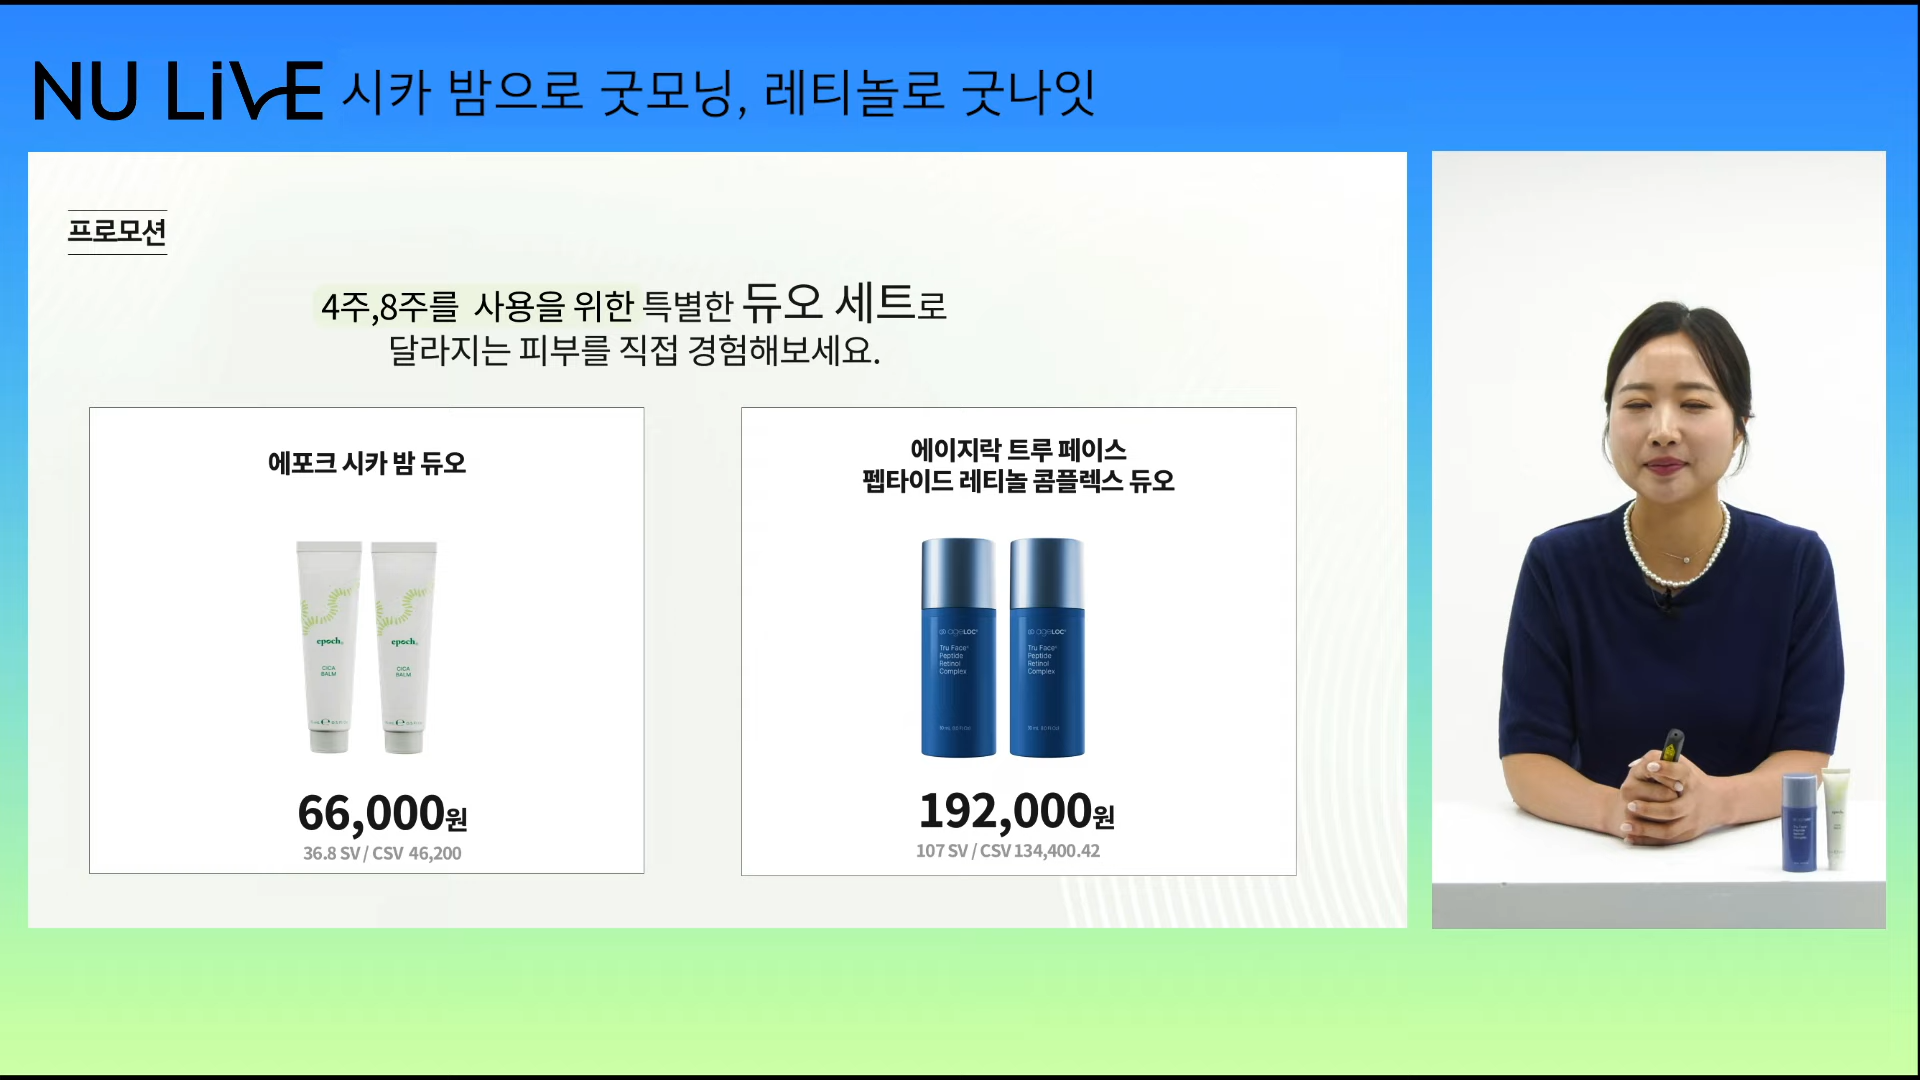 NU LiVE 시카 밤으로 굿모닝, 레티놀로 굿나잇
프로모션
4주,8주를 사용을 위한 특별한 듀오 세트로
달라지는 피부를 직접 경험해보세요.
에포크 시카 밤 듀오
epoch.
CICA
BALM
epoch.
CICA
BALM
66,000원
36.8 SV / CSV 46,200
에이지락 트루 페이스
펩타이드 레티놀 콤플렉스 듀오
ageLOC
Tru Face
Peptide
Retinol
Complex
ageLOC
Tru Face
Peptide
Retinol
Complex
192,000원
107 SV / CSV 134,400.42